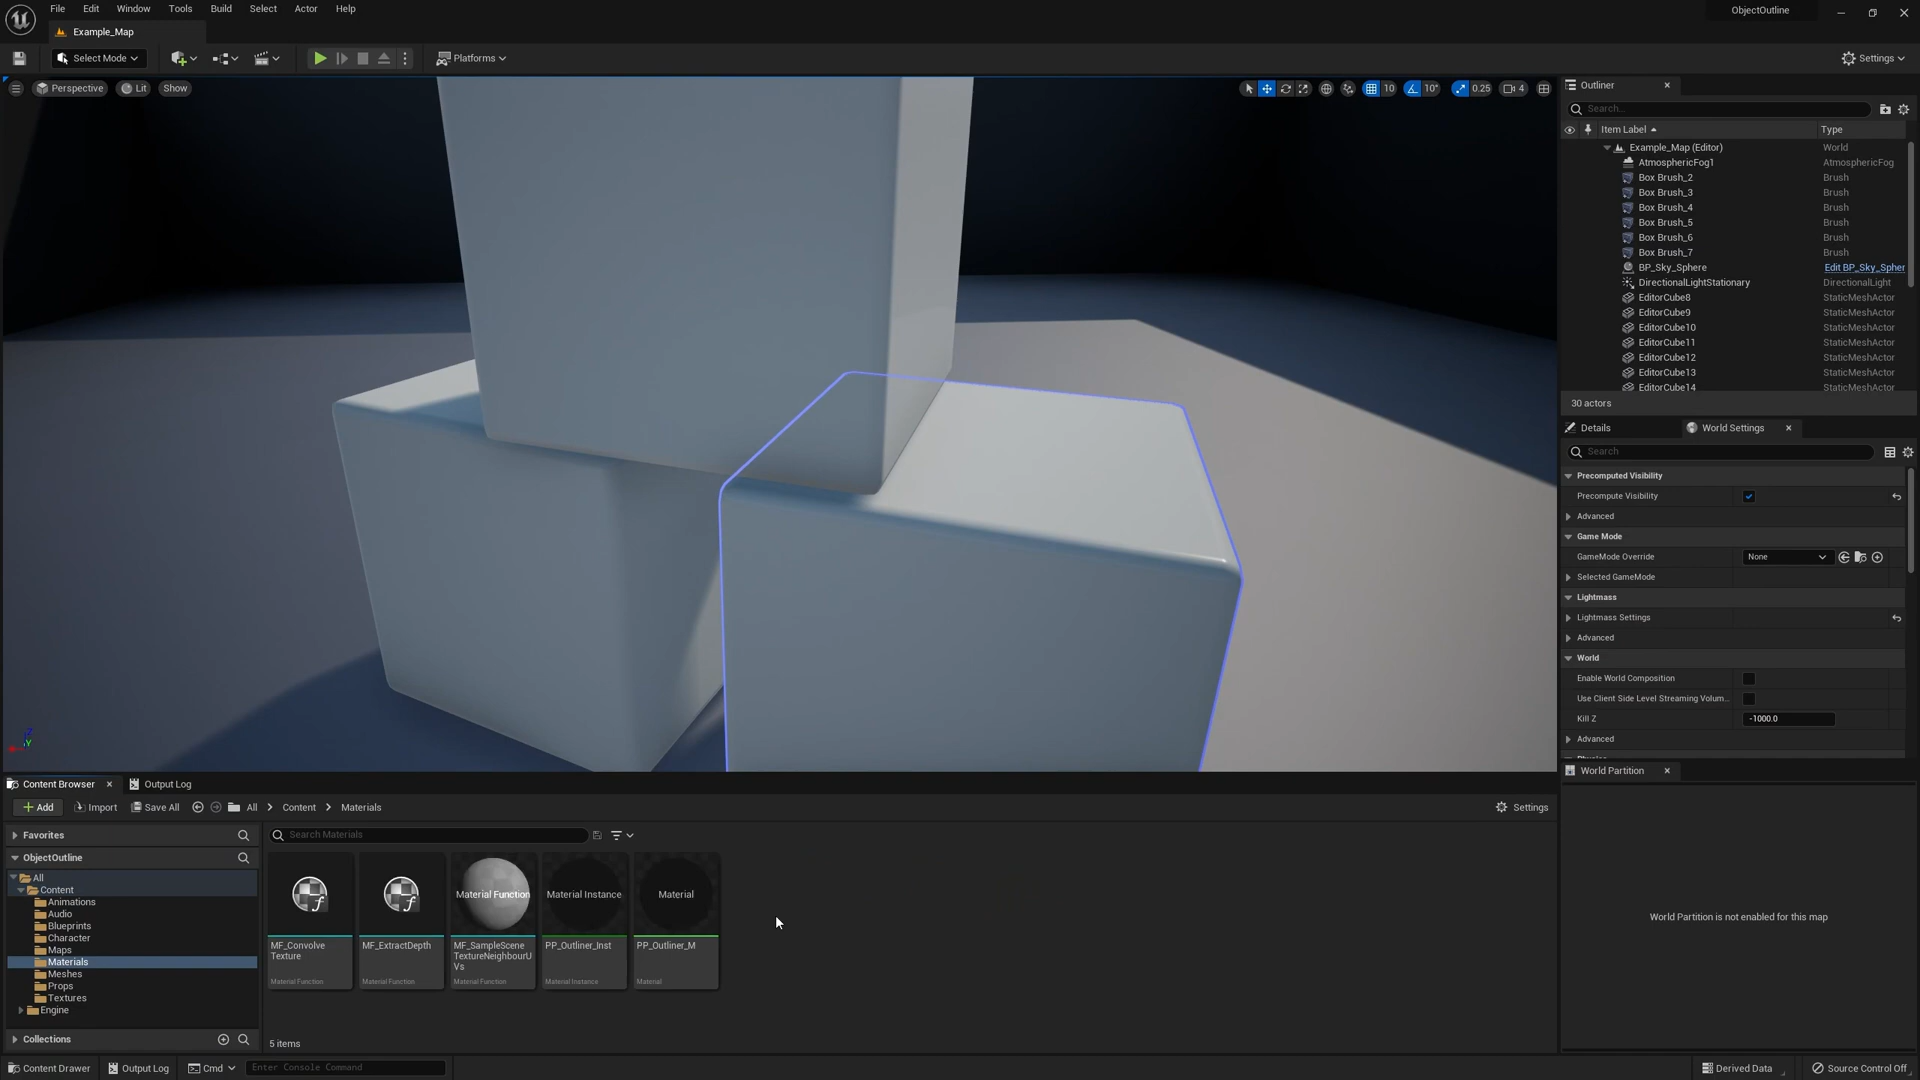 File Edit Window Tools Build Select Actor Help
ObjectOutline
Example_Map
Select Mode
Platforms
Settings
Perspective Lit Show
10 10° 0.25 4
Outliner
Search...
Item Label Type
Example_Map (Editor) World
AtmosphericFog1 AtmosphericFog
Box Brush_2 Brush
Box Brush_3 Brush
Box Brush_4 Brush
Box Brush_5 Brush
Box Brush_6 Brush
Box Brush_7 Brush
BP_Sky_Sphere Edit BP_Sky_Spher
DirectionalLightStationary DirectionalLight
EditorCube8 StaticMeshActor
EditorCube9 StaticMeshActor
EditorCube10 StaticMeshActor
EditorCube11 StaticMeshActor
EditorCube12 StaticMeshActor
EditorCube13 StaticMeshActor
EditorCube14 StaticMeshActor
30 actors
Details World Settings
Search
Precomputed Visibility
Precompute Visibility
Advanced
Game Mode
GameMode Override None
Selected GameMode
Lightmass
Lightmass Settings
Advanced
World
Enable World Composition
Use Client Side Level Streaming Volum...
Kill Z -1000.0
Advanced
World Partition
World Partition is not enabled for this map
Content Browser Output Log
Add Import Save All All Content Materials
Settings
Favorites
ObjectOutline
All
Content
Animations
Audio
Blueprints
Character
Maps
Materials
Meshes
Props
Textures
Engine
Collections
Search Materials
Material Function Material Instance Material
MF_Convolve
Texture
Material Function
MF_ExtractDepth
Material Function
MF_SampleScene
TextureNeighbourU
Vs
Material Function
PP_Outliner_Inst
Material Instance
PP_Outliner_M
Material
5 items
Content Drawer Output Log Cmd Enter Console Command
Derived Data Source Control Off